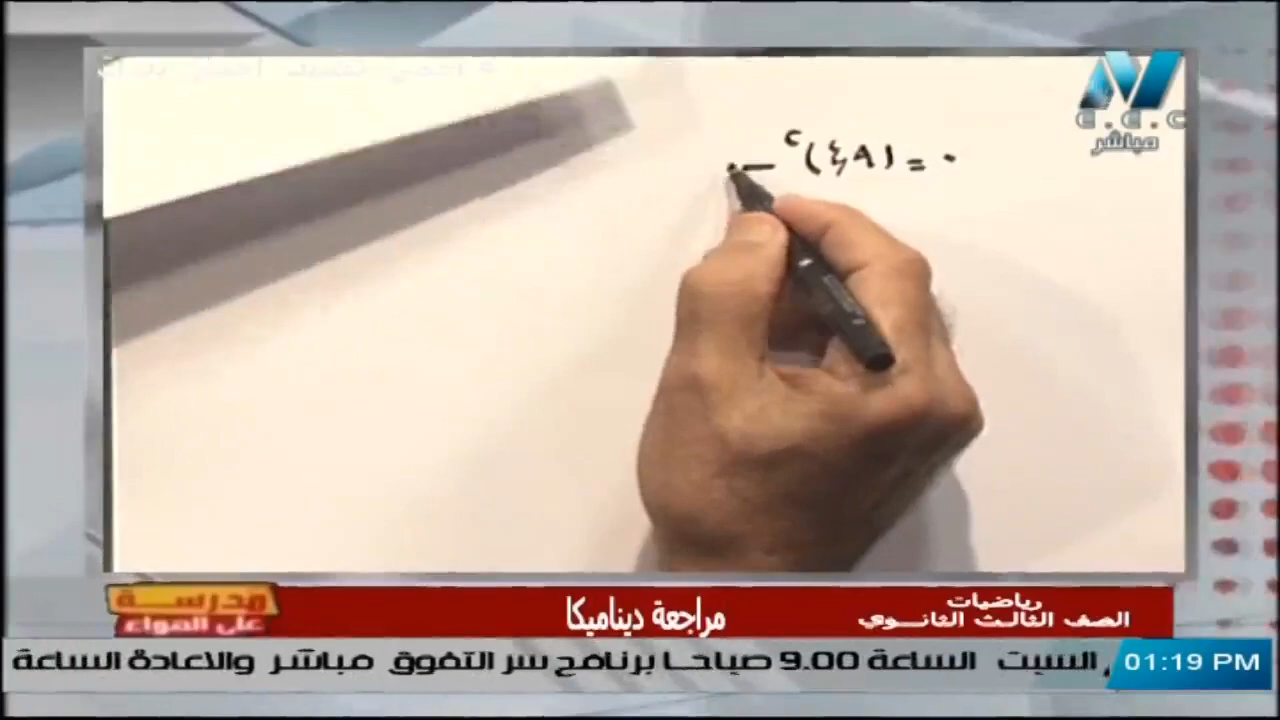 e.e.c
مباشر
٠ = (٤,٩)٢ –
مدرسة
على الهواء
رياضيات
الصف الثالث الثانوي
مراجعة ديناميكا
السبت الساعة 9.00 صباحا برنامج سر التفوق مباشر والاعادة الساعة
01:19 PM